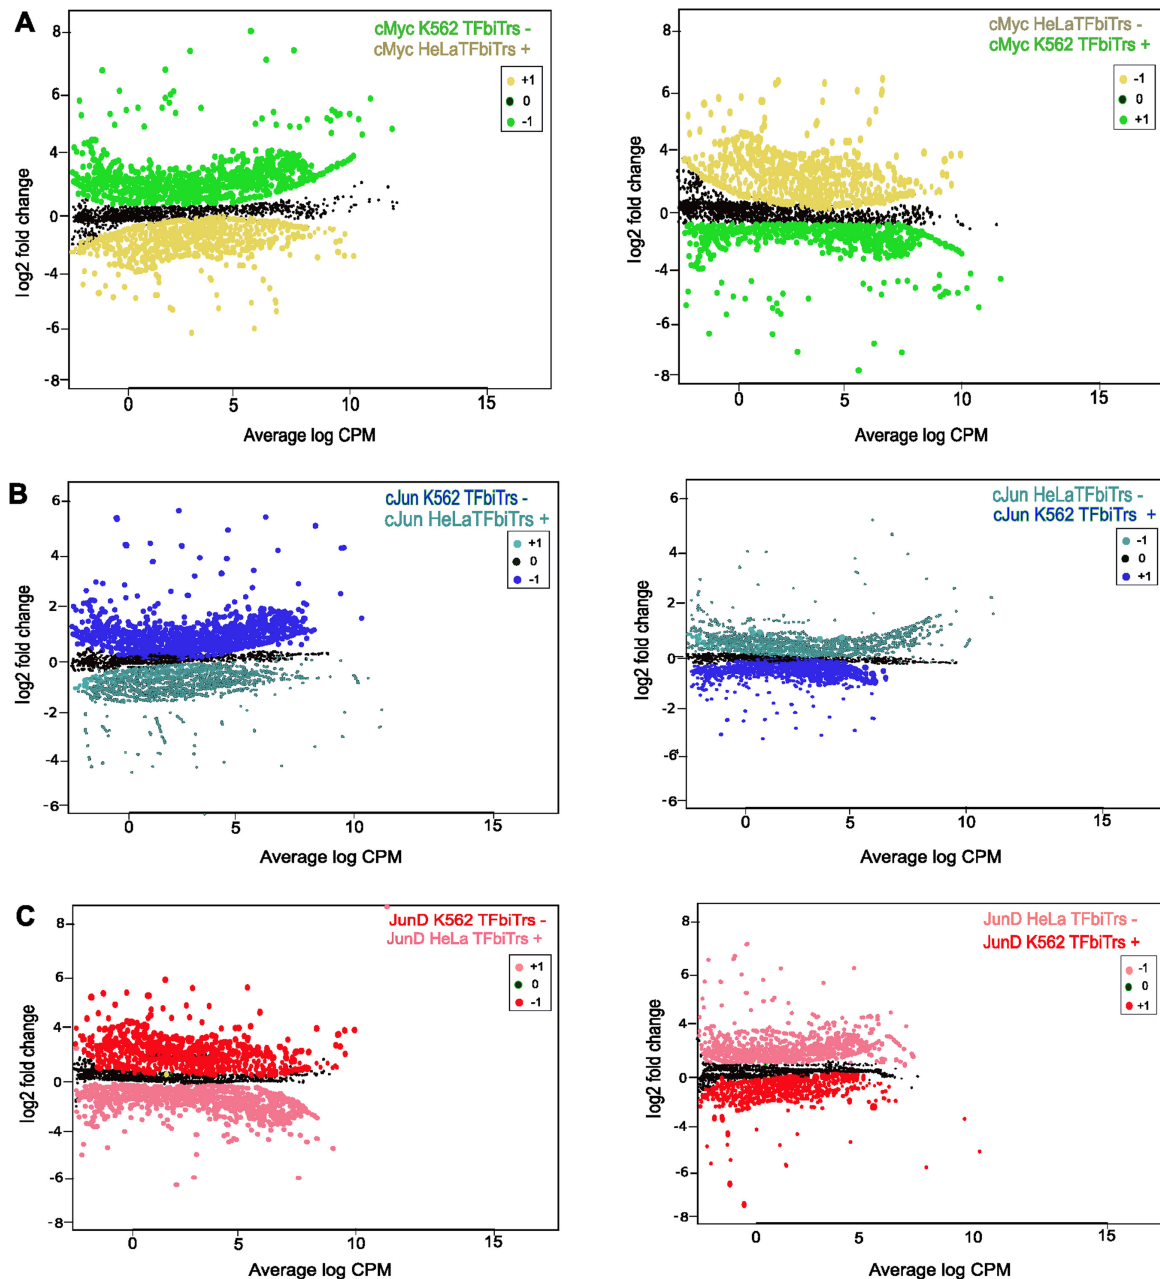 A
cMyc K562 TFbiTrs -
cMyc HeLaTFbiTrs +
+1
0
-1
8
6
4
2
0
-4
-6
-8
log2 fold change
0 5 10 15
Average log CPM
cMyc HeLaTFbiTrs -
cMyc K562 TFbiTrs +
-1
0
+1
8
6
4
2
0
-4
-6
-8
log2 fold change
0 5 10 15
Average log CPM
B
cJun K562 TFbiTrs -
cJun HeLaTFbiTrs +
+1
0
-1
6
4
2
0
-2
-4
-6
log2 fold change
0 5 10 15
Average log CPM
cJun HeLaTFbiTrs -
cJun K562 TFbiTrs +
-1
0
+1
6
4
2
0
-2
-6
-6
log2 fold change
0 5 10 15
Average log CPM
C
JunD K562 TFbiTrs -
JunD HeLa TFbiTrs +
+1
0
-1
8
6
4
2
0
-4
-6
-8
log2 fold change
0 5 10 15
Average log CPM
JunD HeLa TFbiTrs -
JunD K562 TFbiTrs +
-1
0
+1
8
6
4
2
0
-4
-6
-8
log2 fold change
0 5 10 15
Average log CPM